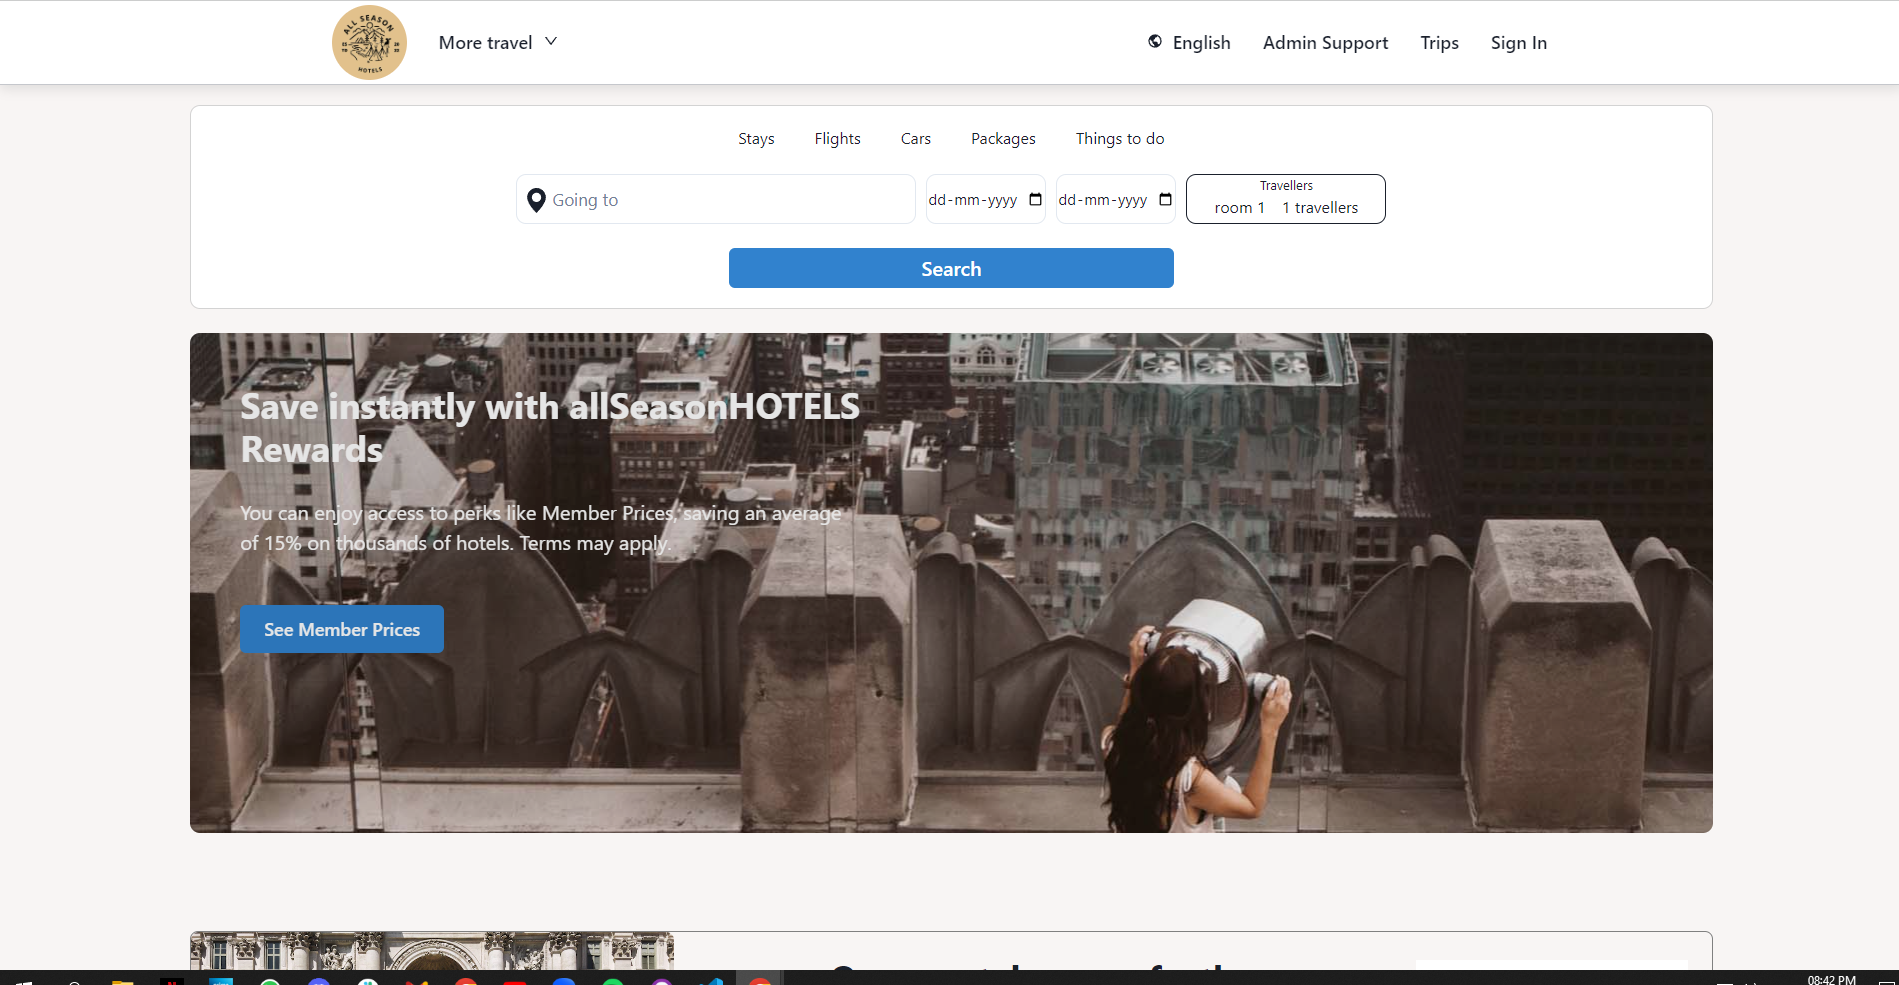 ALL SEASON
HOTELS
More travel
English
Admin Support
Trips
Sign In
Stays
Flights
Cars
Packages
Things to do
Going to
dd-mm-yyyy
dd-mm-yyyy
Travellers
room 1 1 travellers
Search
Save instantly with allSeasonHOTELS
Rewards
You can enjoy access to perks like Member Prices, saving an average
of 15% on thousands of hotels. Terms may apply.
See Member Prices
08:42 PM